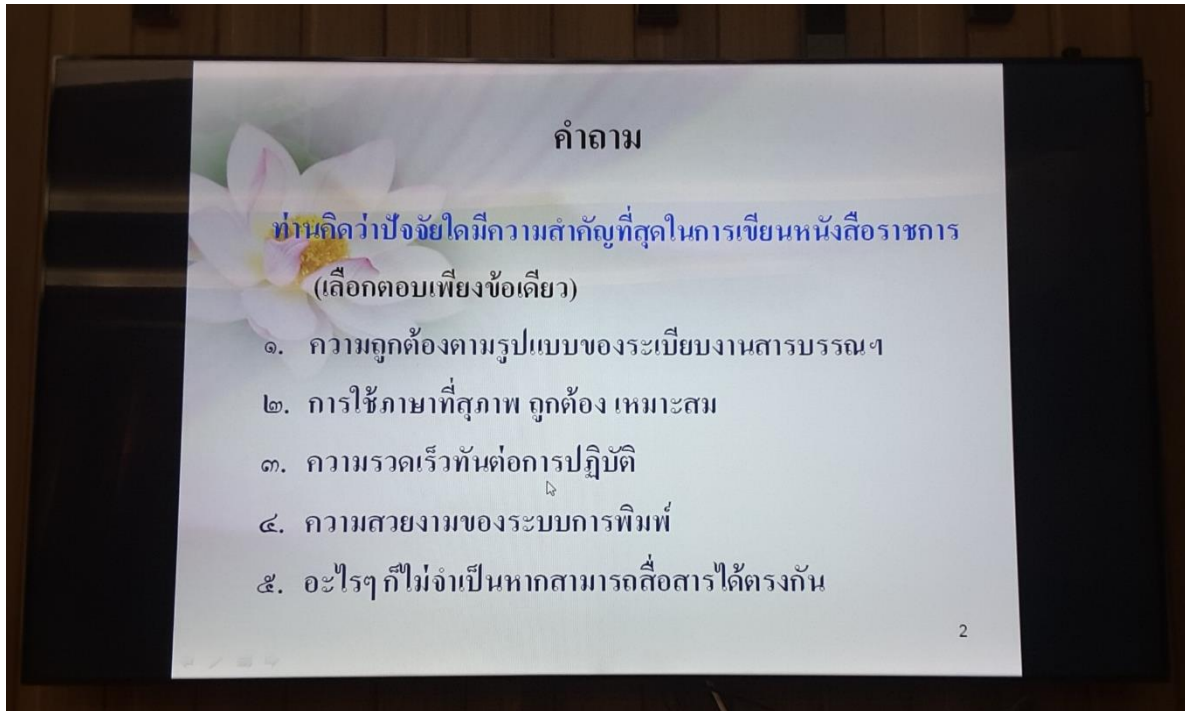 คำถาม
ท่านคิดว่าปัจจัยใดมีความสำคัญที่สุดในการเขียนหนังสือราชการ
(เลือกตอบเพียงข้อเดียว)
๑. ความถูกต้องตามรูปแบบของระเบียบงานสารบรรณฯ
๒. การใช้ภาษาที่สุภาพ ถูกต้อง เหมาะสม
๓. ความรวดเร็วทันต่อการปฏิบัติ
๔. ความสวยงามของระบบการพิมพ์
๕. อะไรๆ ก็ไม่จำเป็นหากสามารถสื่อสารได้ตรงกัน
2